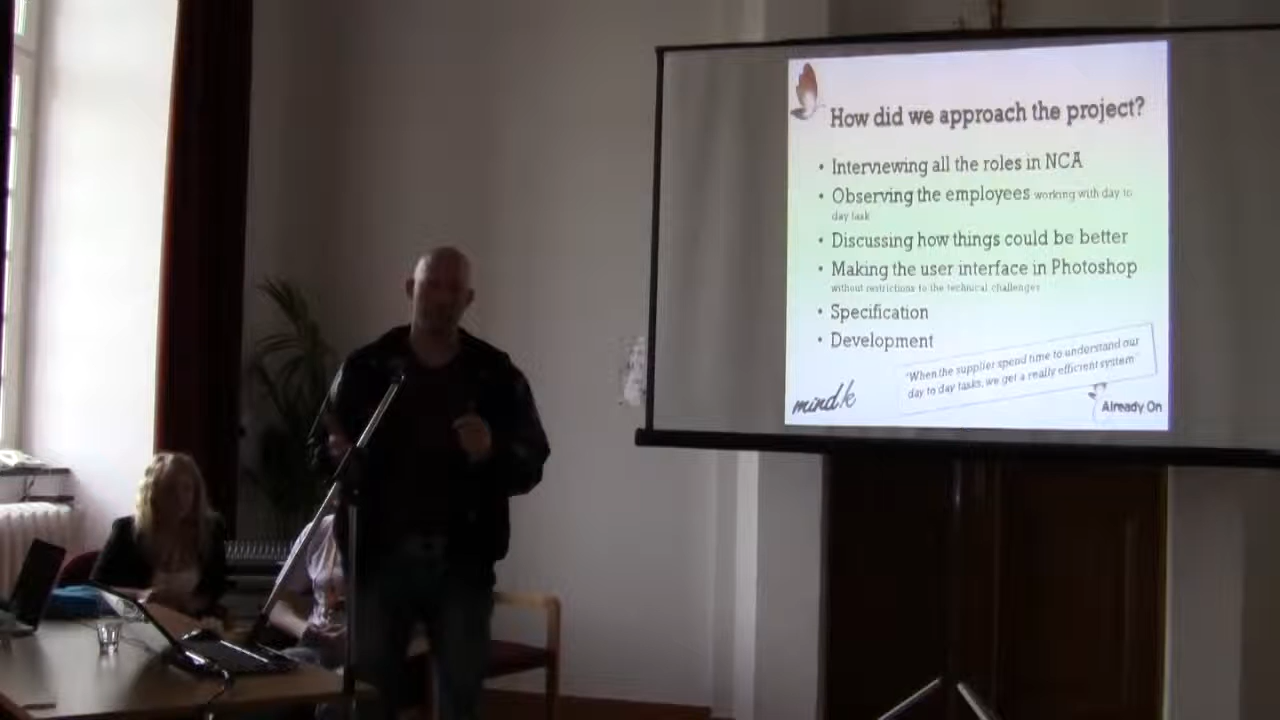 How did we approach the project?
• Interviewing all the roles in NCA
• Observing the employees working with day to
day task
• Discussing how things could be better
• Making the user interface in Photoshop
without restrictions to the technical challenges
• Specification
• Development
"When the supplier spend time to understand our
day to day tasks, we get a really efficient system"
mind.k
Already On